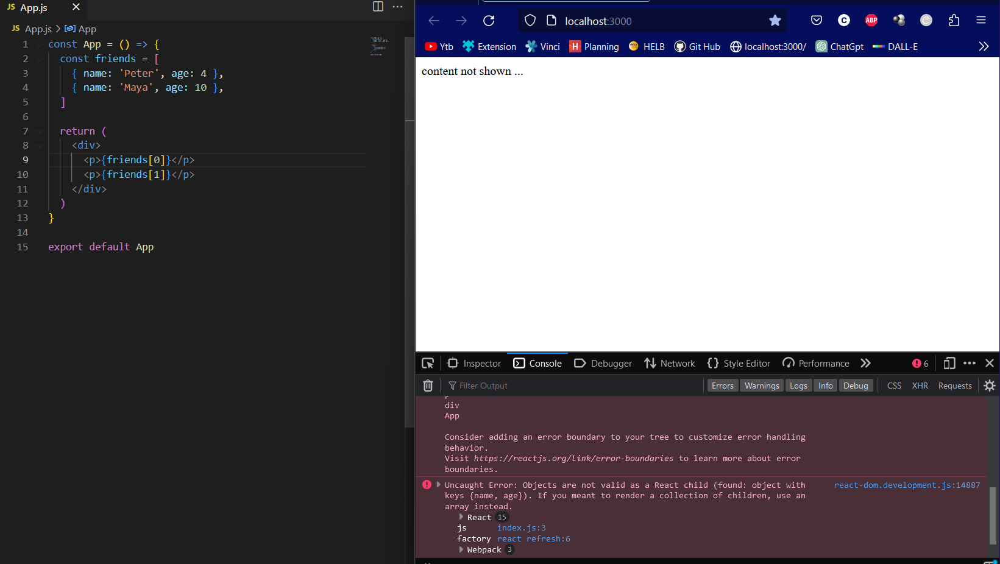 JS App.js
JS App.js > App
1 const App = () => {
2 const friends = [
3 { name: 'Peter', age: 4 },
4 { name: 'Maya', age: 10 },
5 ]
6
7 return (
8 <div>
9 <p>{friends[0]}</p>
10 <p>{friends[1]}</p>
11 </div>
12 )
13 }
14
15 export default App
localhost:3000
C ABP C
Ytb Extension Vinci H Planning HELB Git Hub localhost:3000/ ChatGpt DALL-E
content not shown ...
Inspector Console Debugger Network Style Editor Performance 6
Filter Output Errors Warnings Logs Info Debug CSS XHR Requests
div
App
Consider adding an error boundary to your tree to customize error handling
behavior.
Visit https://reactjs.org/link/error-boundaries to learn more about error
boundaries.
Uncaught Error: Objects are not valid as a React child (found: object with react-dom.development.js:14887
keys {name, age}). If you meant to render a collection of children, use an
array instead.
React 15
js index.js:3
factory react refresh:6
Webpack 3